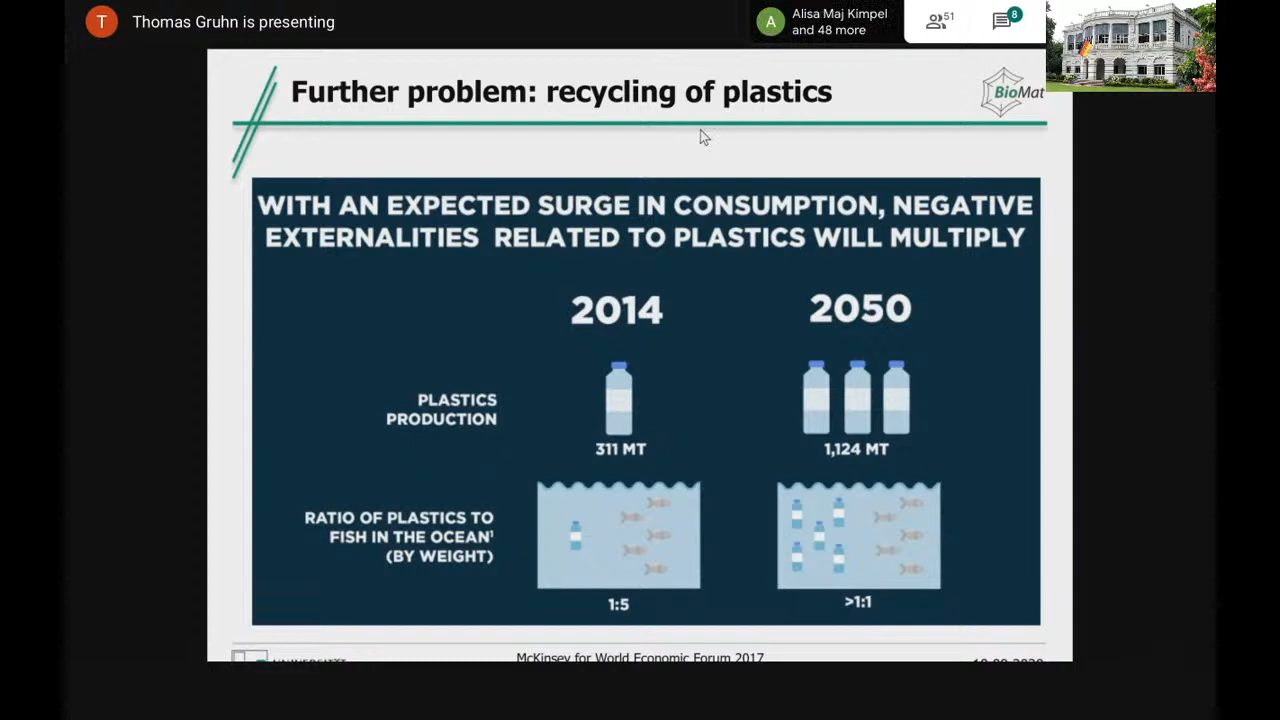 T Thomas Gruhn is presenting
A Alisa Maj Kimpel
and 48 more
51
8
Further problem: recycling of plastics
BioMat
WITH AN EXPECTED SURGE IN CONSUMPTION, NEGATIVE
EXTERNALITIES RELATED TO PLASTICS WILL MULTIPLY
2014 2050
PLASTICS
PRODUCTION
311 MT 1,124 MT
RATIO OF PLASTICS TO
FISH IN THE OCEAN¹
(BY WEIGHT)
1:5 >1:1
McKinsey for World Economic Forum 2017